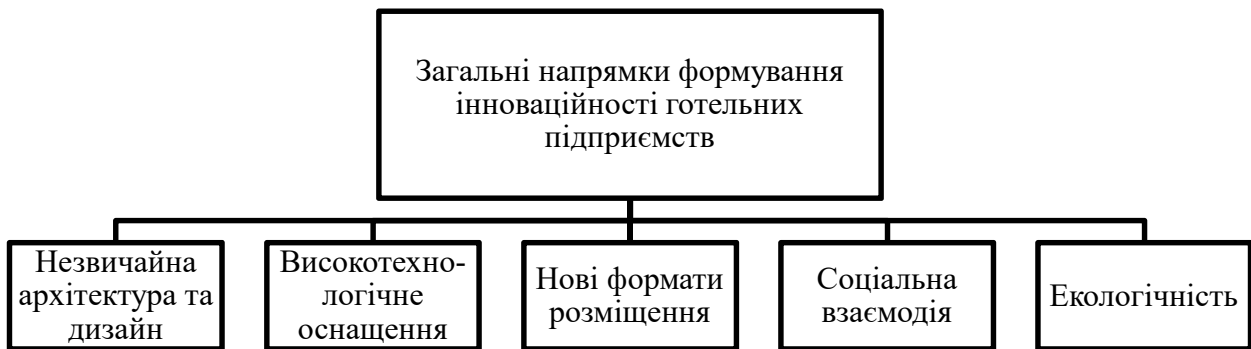 Загальні напрямки формування
інноваційності готельних
підприємств
Незвичайна
архітектура та
дизайн
Високотехно-
логічне
оснащення
Нові формати
розміщення
Соціальна
взаємодія
Екологічність